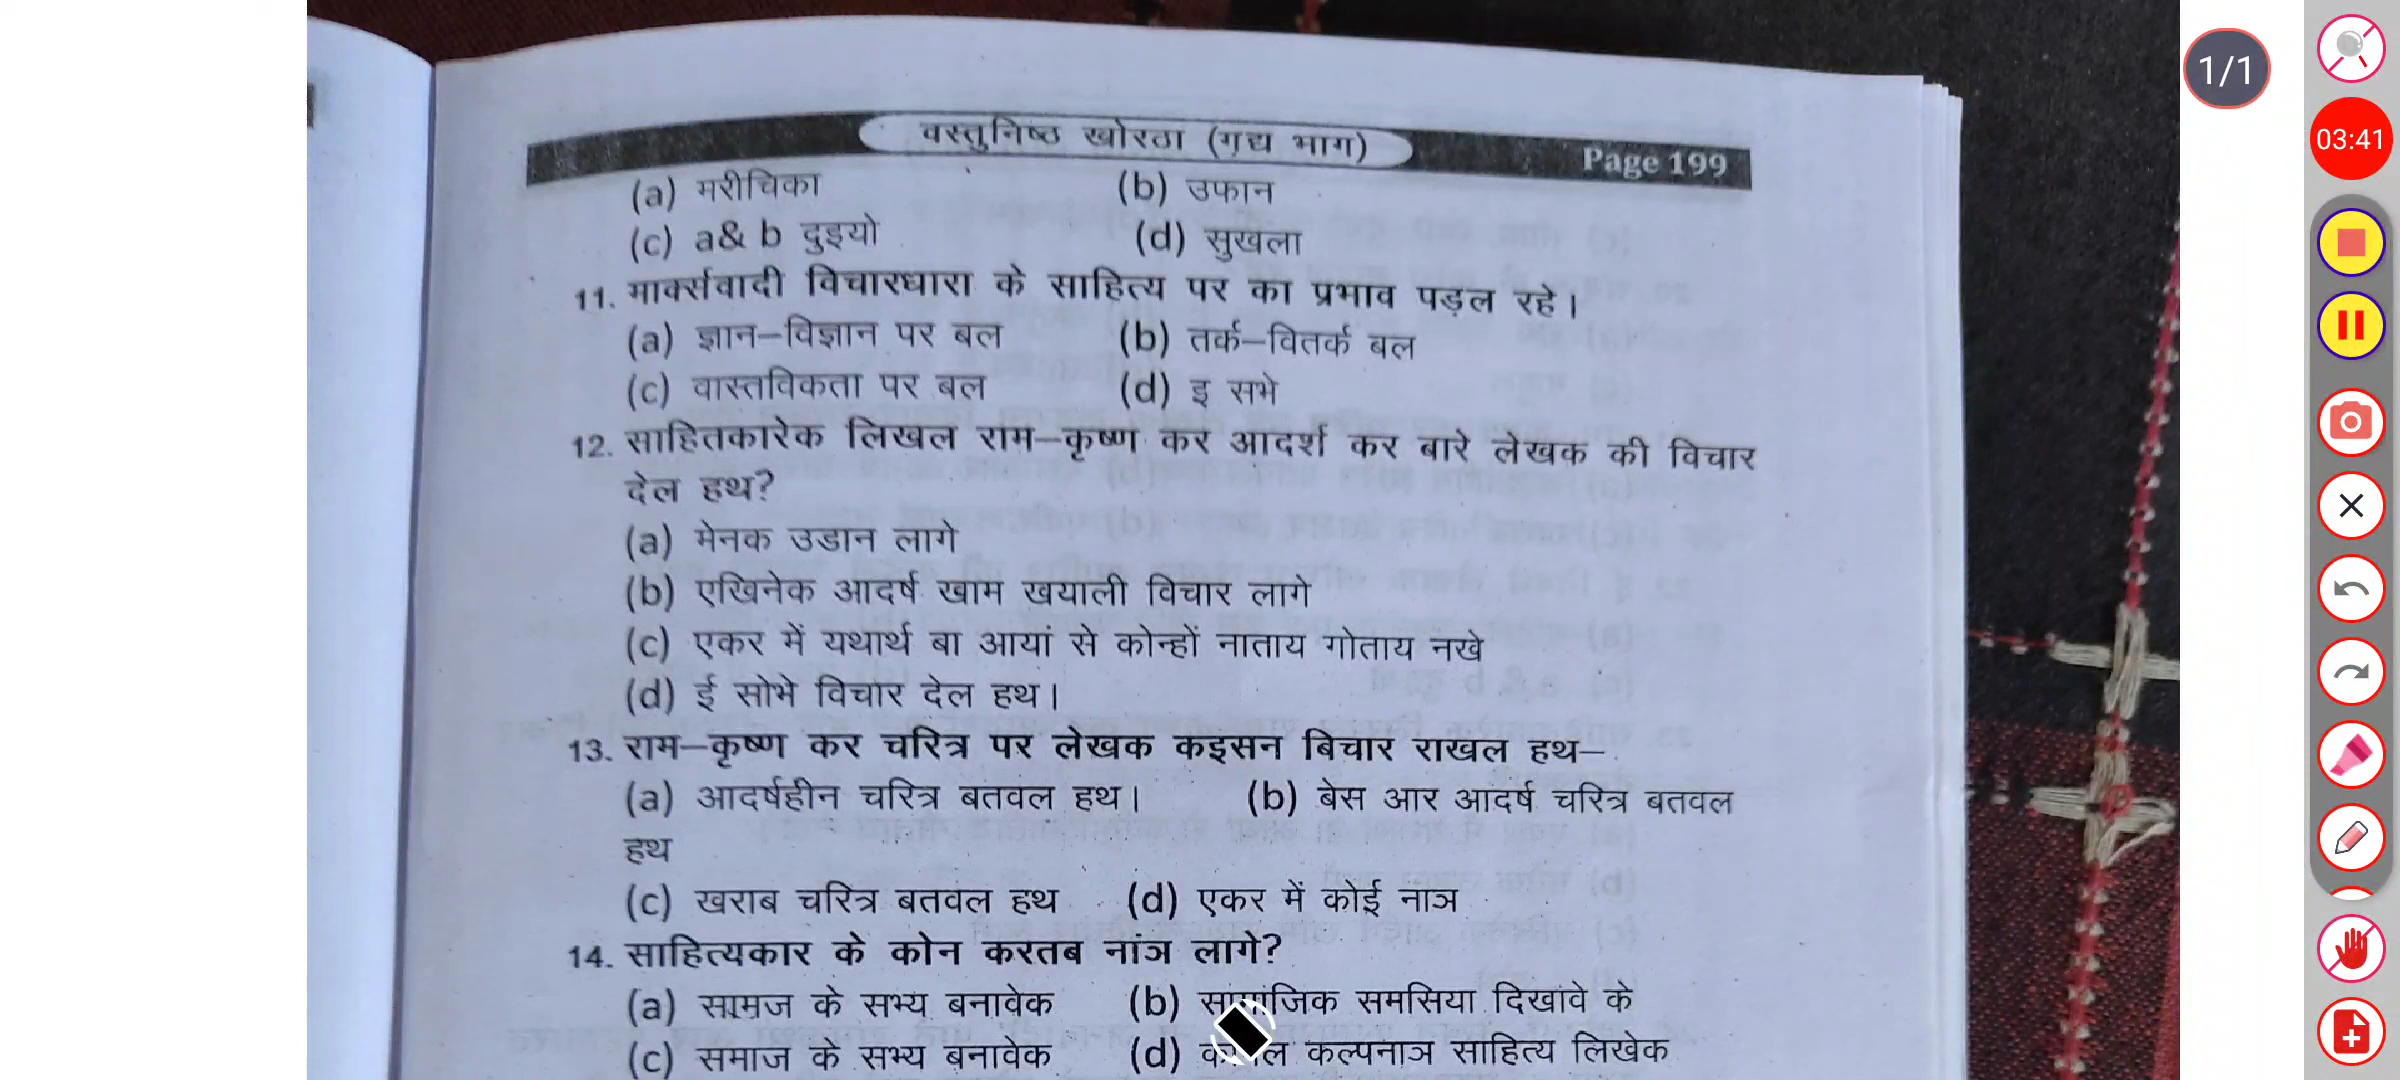 वस्तुनिष्ठ खोरठा (गद्य भाग)
Page 199
(a) मरीचिका (b) उफान
(c) a& b दुइयो (d) सुखला
11. मार्क्सवादी विचारधारा के साहित्य पर का प्रभाव पड़ल रहे।
(a) ज्ञान–विज्ञान पर बल (b) तर्क–वितर्क बल
(c) वास्तविकता पर बल (d) इ सभे
12. साहितकारेक लिखल राम–कृष्ण कर आदर्श कर बारे लेखक की विचार
देल हथ?
(a) मेनक उडान लागे
(b) एखिनेक आदर्ष खाम खयाली विचार लागे
(c) एकर में यथार्थ बा आयां से कोन्हों नाताय गोताय नखे
(d) ई सोभे विचार देल हथ।
13. राम–कृष्ण कर चरित्र पर लेखक कइसन बिचार राखल हथ–
(a) आदर्षहीन चरित्र बतवल हथ। (b) बेस आर आदर्ष चरित्र बतवल
हथ
(c) खराब चरित्र बतवल हथ (d) एकर में कोई नाञ
14. साहित्यकार के कोन करतब नांञ लागे?
(a) सामज के सभ्य बनावेक (b) सामाजिक समसिया दिखावे के
(c) समाज के सभ्य बनावेक (d) कल्पनाञ साहित्य लिखेक
1/1
03:41